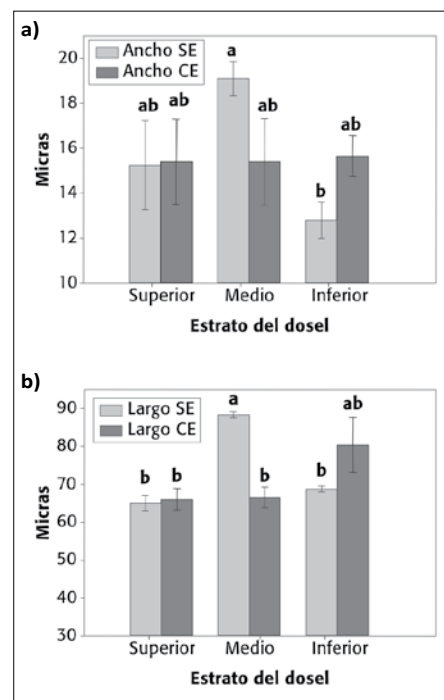 a)
20
18
16
14
12
10
Micras
Ancho SE
Ancho CE
ab
ab
a
ab
b
ab
Superior
Medio
Inferior
Estrato del dosel
b)
90
80
70
60
50
40
30
Micras
Largo SE
Largo CE
b
b
a
b
b
ab
Superior
Medio
Inferior
Estrato del dosel